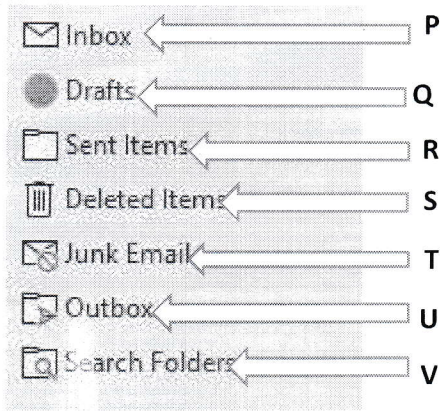 Inbox P
Drafts Q
Sent Items R
Deleted Items S
Junk Email T
Outbox U
Search Folders V